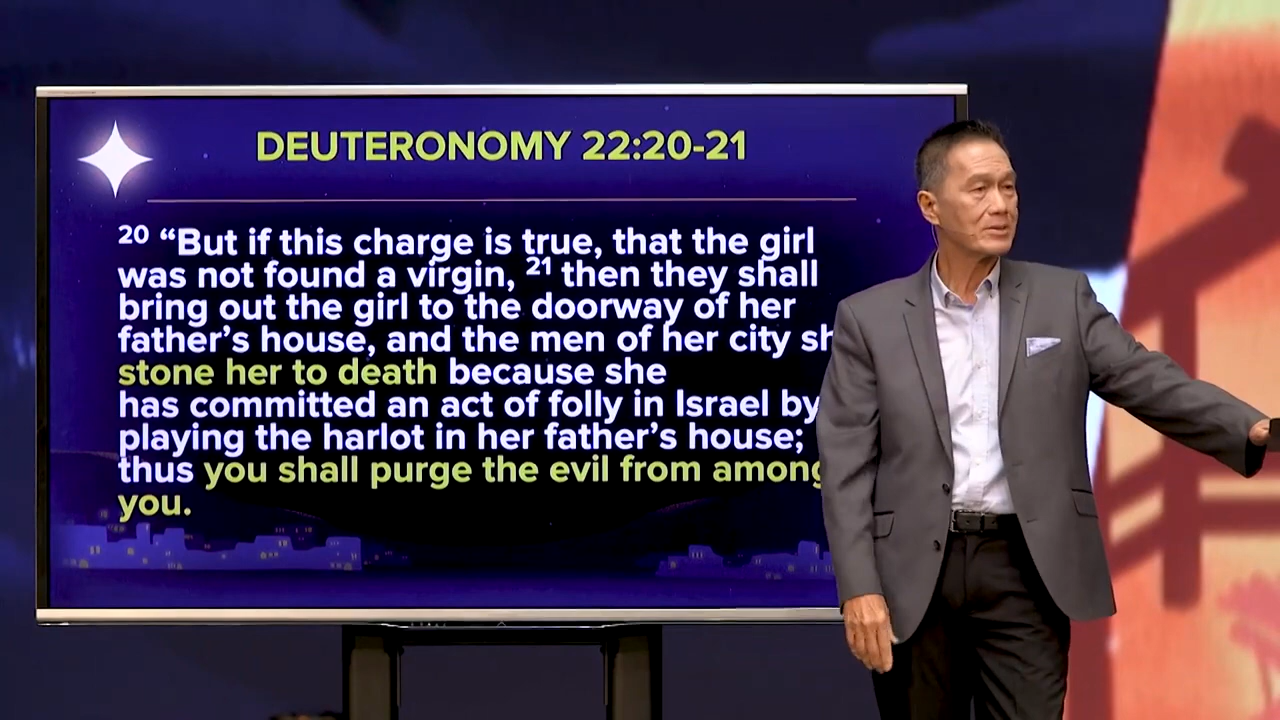 DEUTERONOMY 22:20-21
20 “But if this charge is true, that the girl
was not found a virgin, 21 then they shall
bring out the girl to the doorway of her
father’s house, and the men of her city sh
stone her to death because she
has committed an act of folly in Israel by
playing the harlot in her father’s house;
thus you shall purge the evil from among
you.